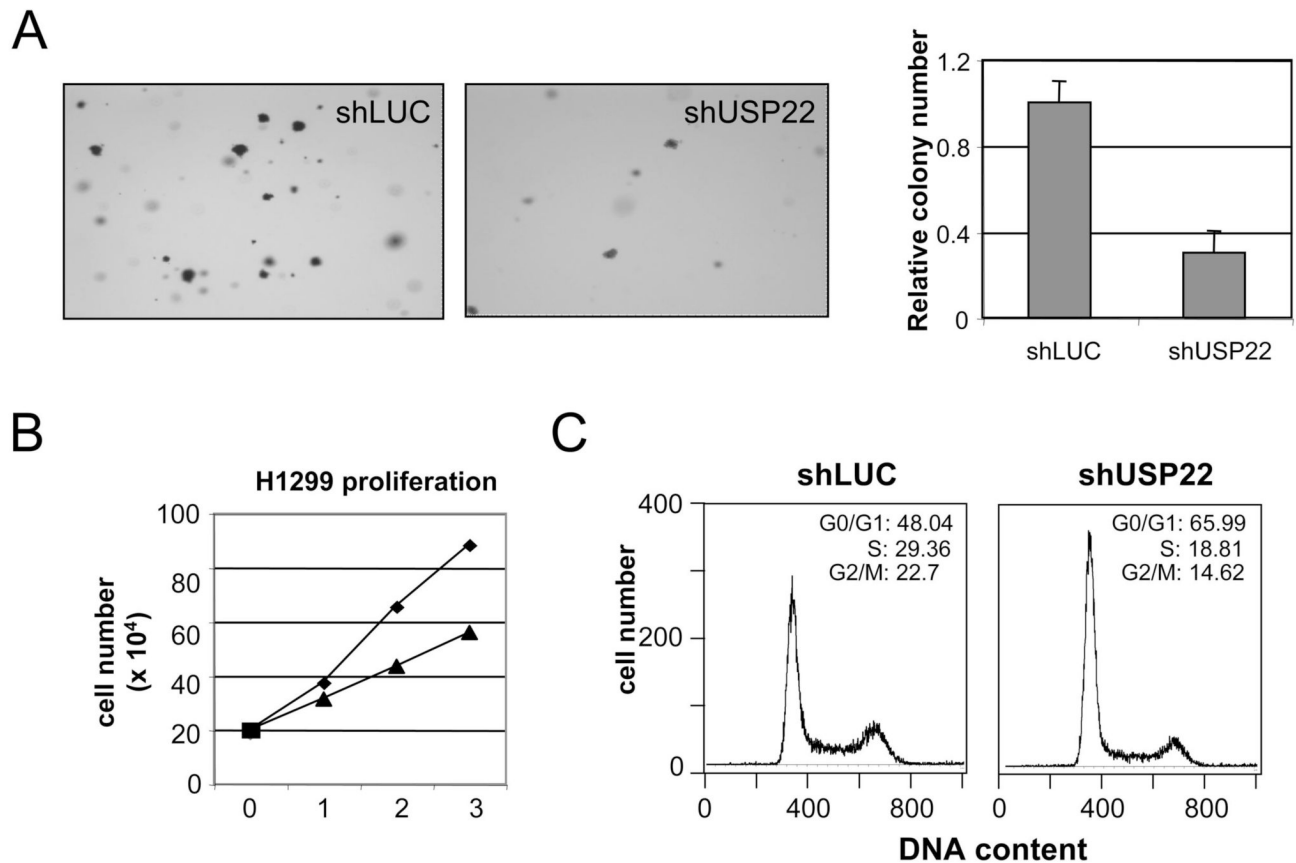 A
shLUC
shUSP22
Relative colony number
1.2
0.8
0.4
0
shLUC
shUSP22
B
H1299 proliferation
cell number
(x 10⁴)
100
80
60
40
20
0
0 1 2 3
C
shLUC
shUSP22
cell number
400
200
0
G0/G1: 48.04
S: 29.36
G2/M: 22.7
G0/G1: 65.99
S: 18.81
G2/M: 14.62
0 400 800
0 400 800
DNA content